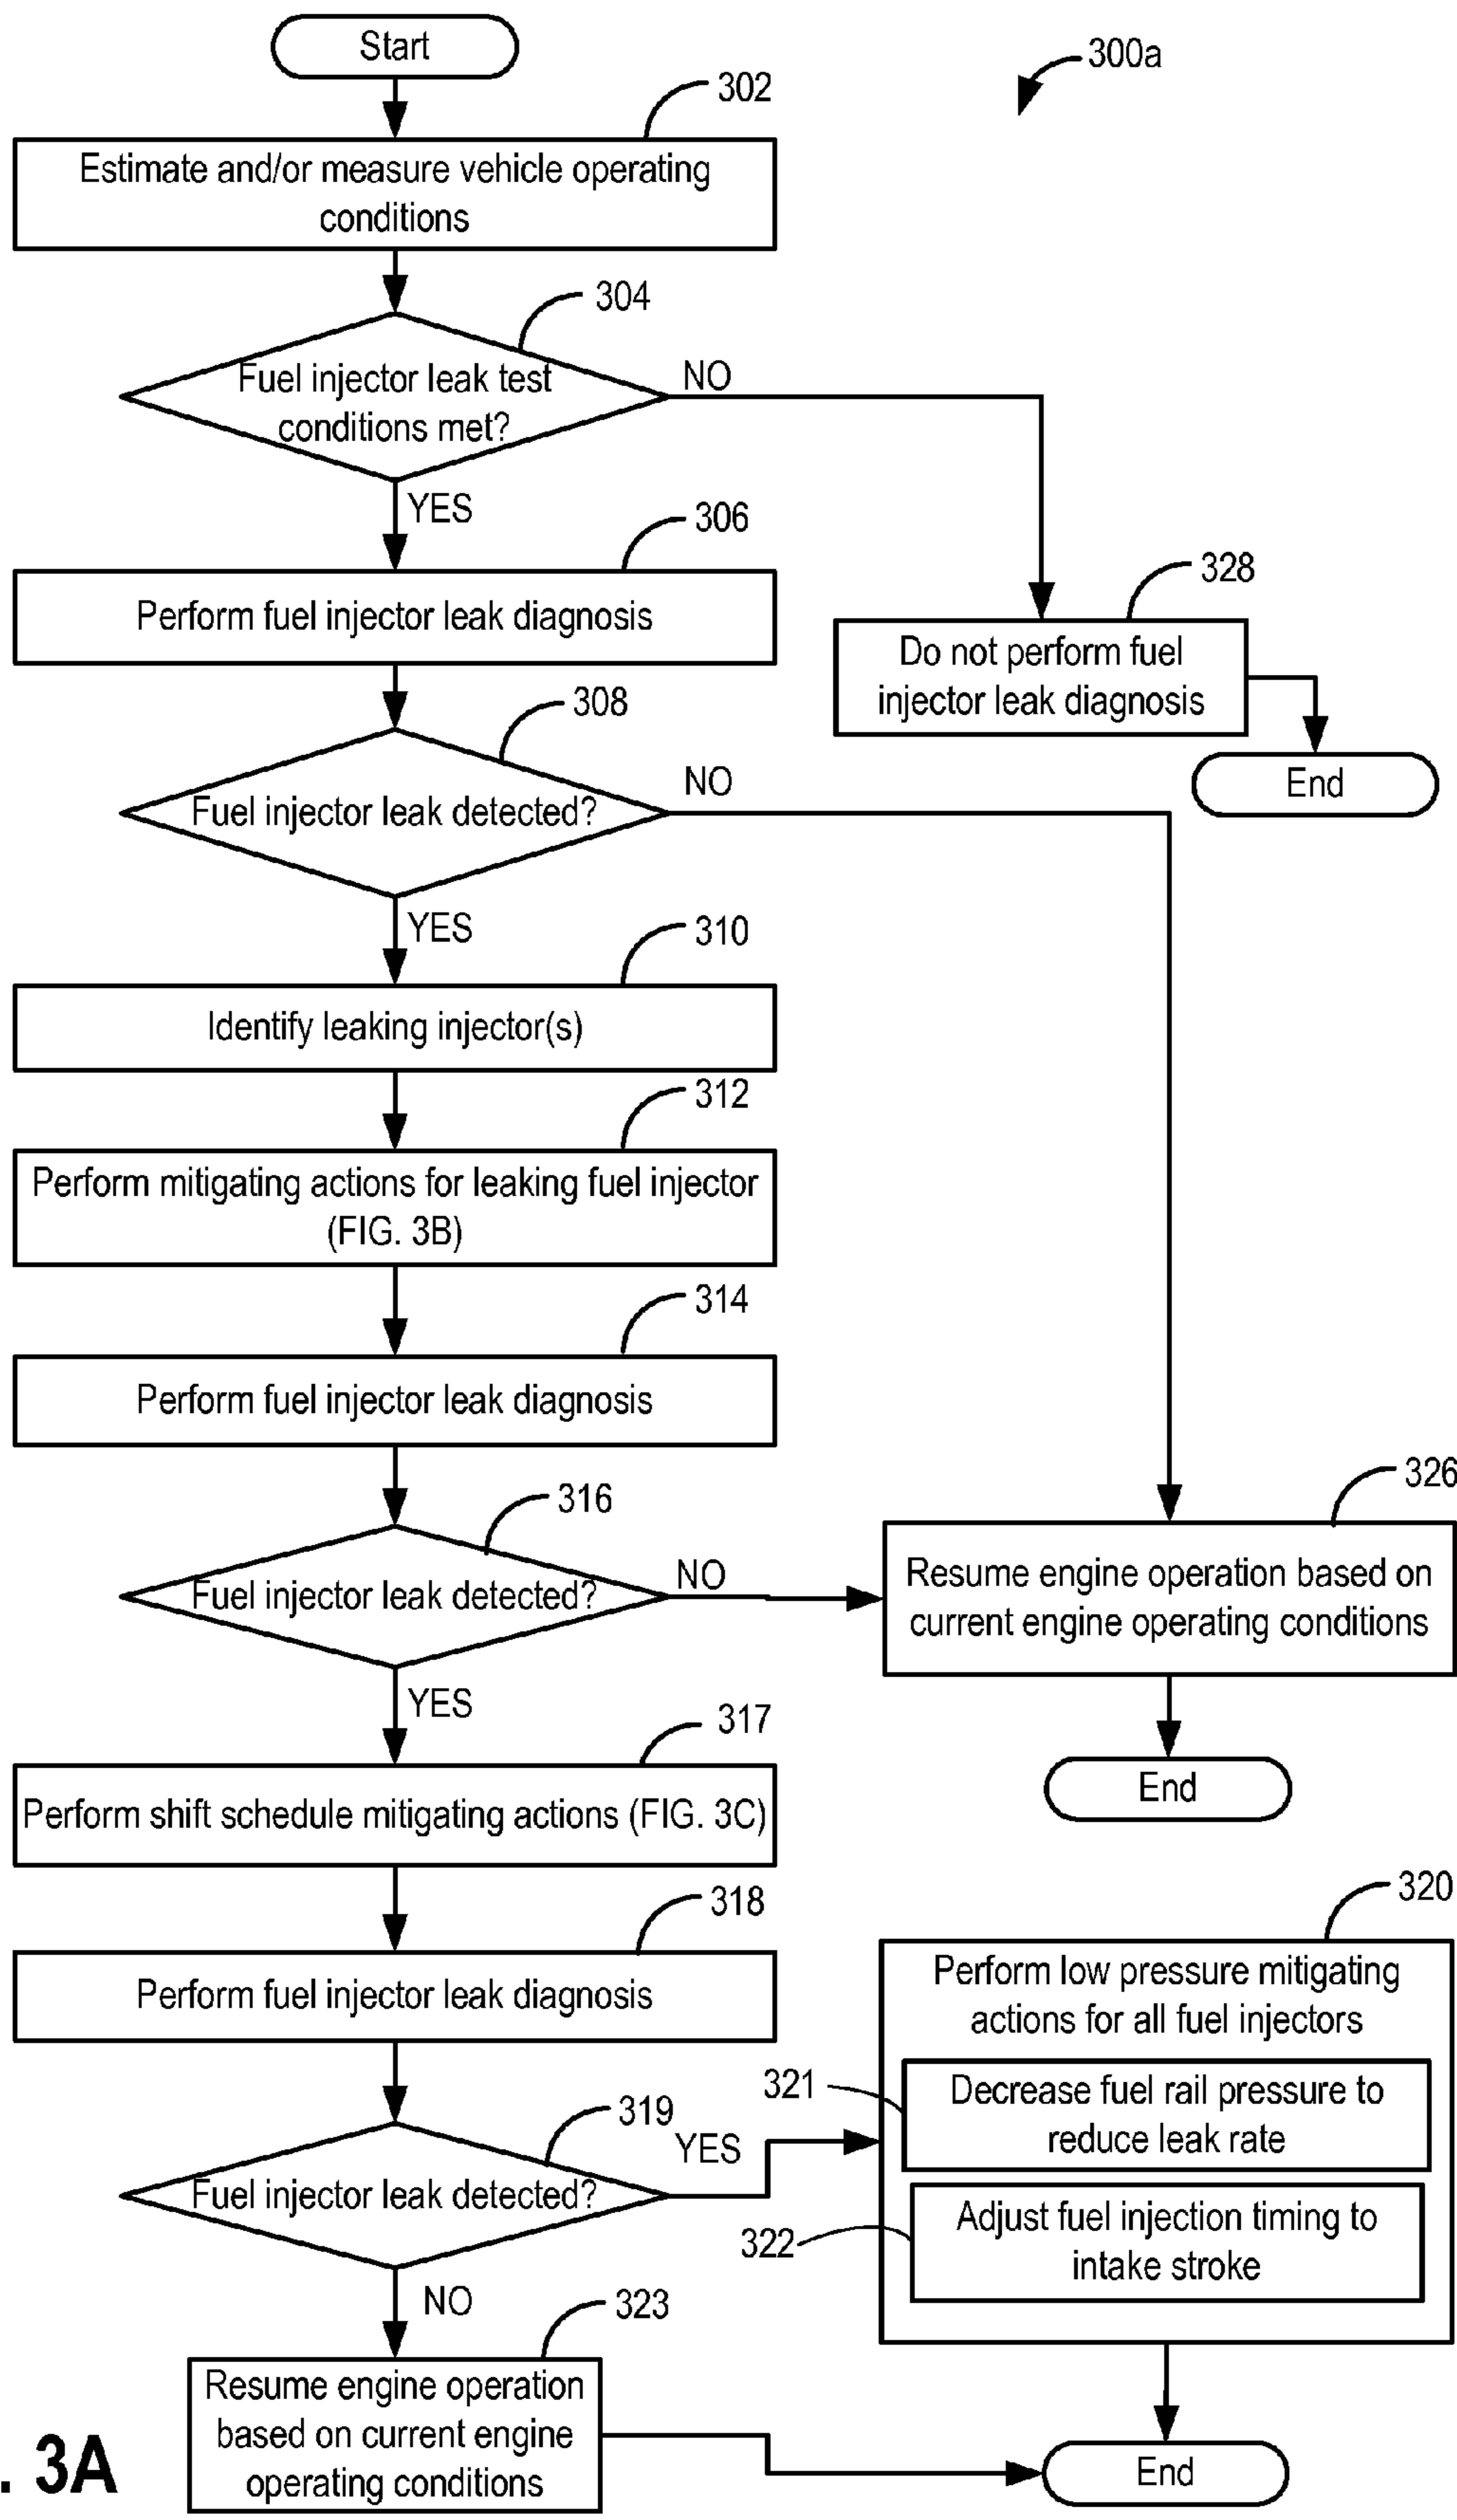 Start
300a
302
Estimate and/or measure vehicle operating
conditions
304
Fuel injector leak test
conditions met?
NO
YES
306
Perform fuel injector leak diagnosis
328
Do not perform fuel
injector leak diagnosis
End
308
Fuel injector leak detected?
NO
YES
310
Identify leaking injector(s)
312
Perform mitigating actions for leaking fuel injector
(FIG. 3B)
314
Perform fuel injector leak diagnosis
316
Fuel injector leak detected?
NO
326
Resume engine operation based on
current engine operating conditions
End
YES
317
Perform shift schedule mitigating actions (FIG. 3C)
318
Perform fuel injector leak diagnosis
319
Fuel injector leak detected?
YES
320
Perform low pressure mitigating
actions for all fuel injectors
321
Decrease fuel rail pressure to
reduce leak rate
322
Adjust fuel injection timing to
intake stroke
NO
323
Resume engine operation
based on current engine
operating conditions
End
. 3A